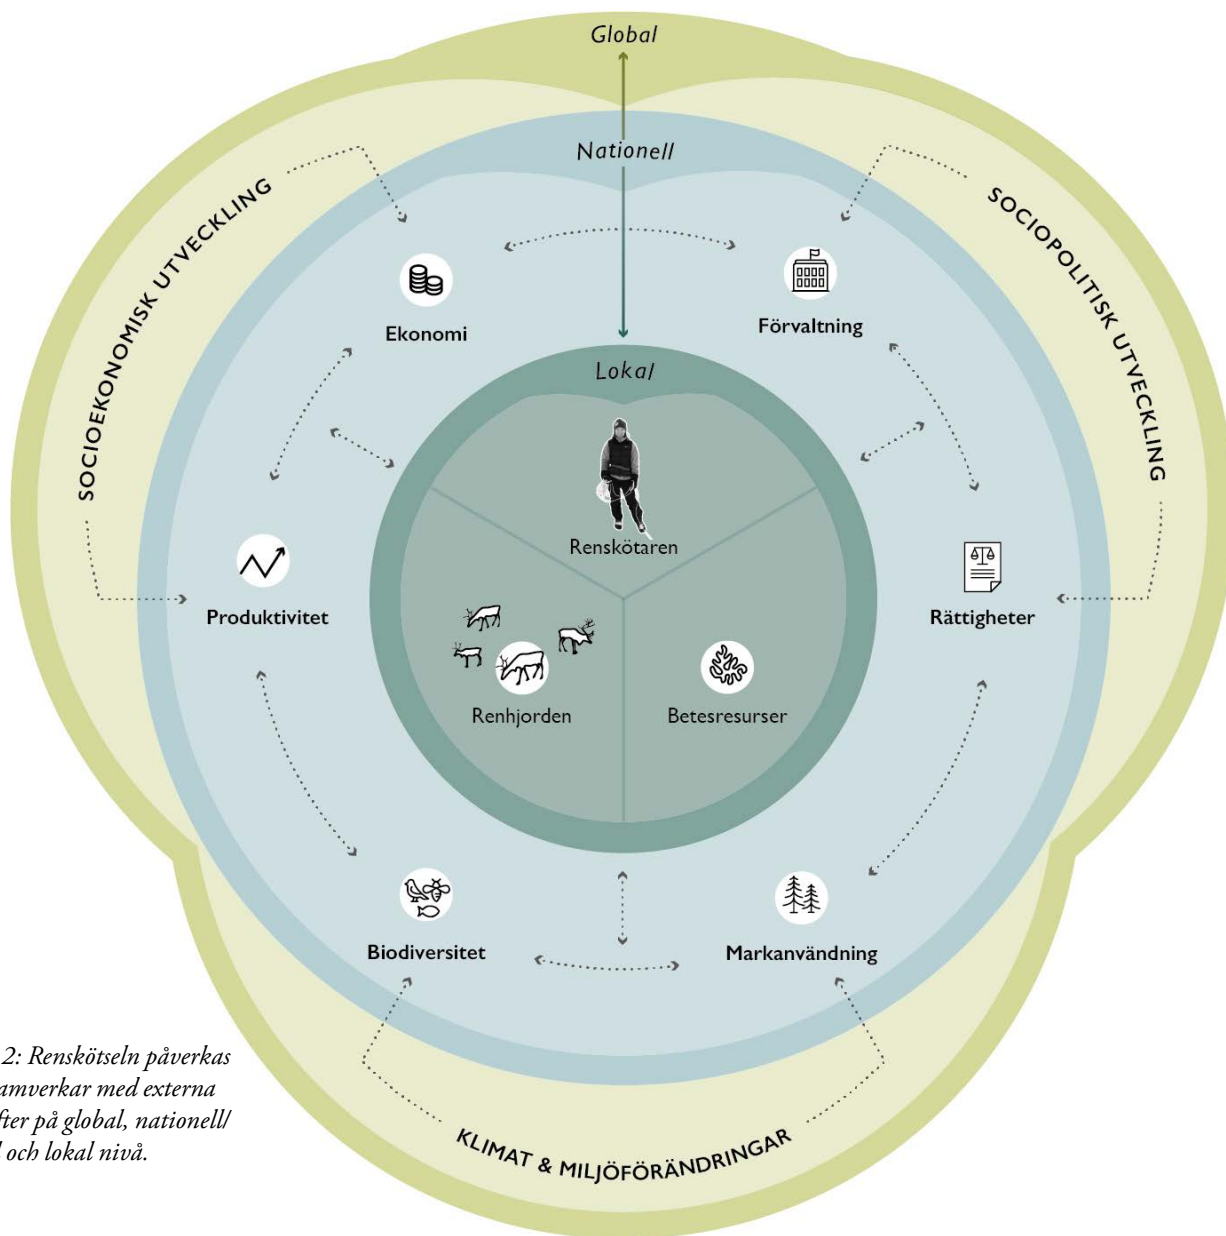 Global
Nationell
SOCIOEKONOMISK UTVECKLING
SOCIOPOLITISK UTVECKLING
Ekonomi
Förvaltning
Lokal
Renskötaren
Produktivitet
Rättigheter
Renhjorden
Betesresurser
Biodiversitet
Markanvändning
KLIMAT & MILJÖFÖRÄNDRINGAR
2: Renskötseln påverkas
amverkar med externa
fter på global, nationell/
l och lokal nivå.